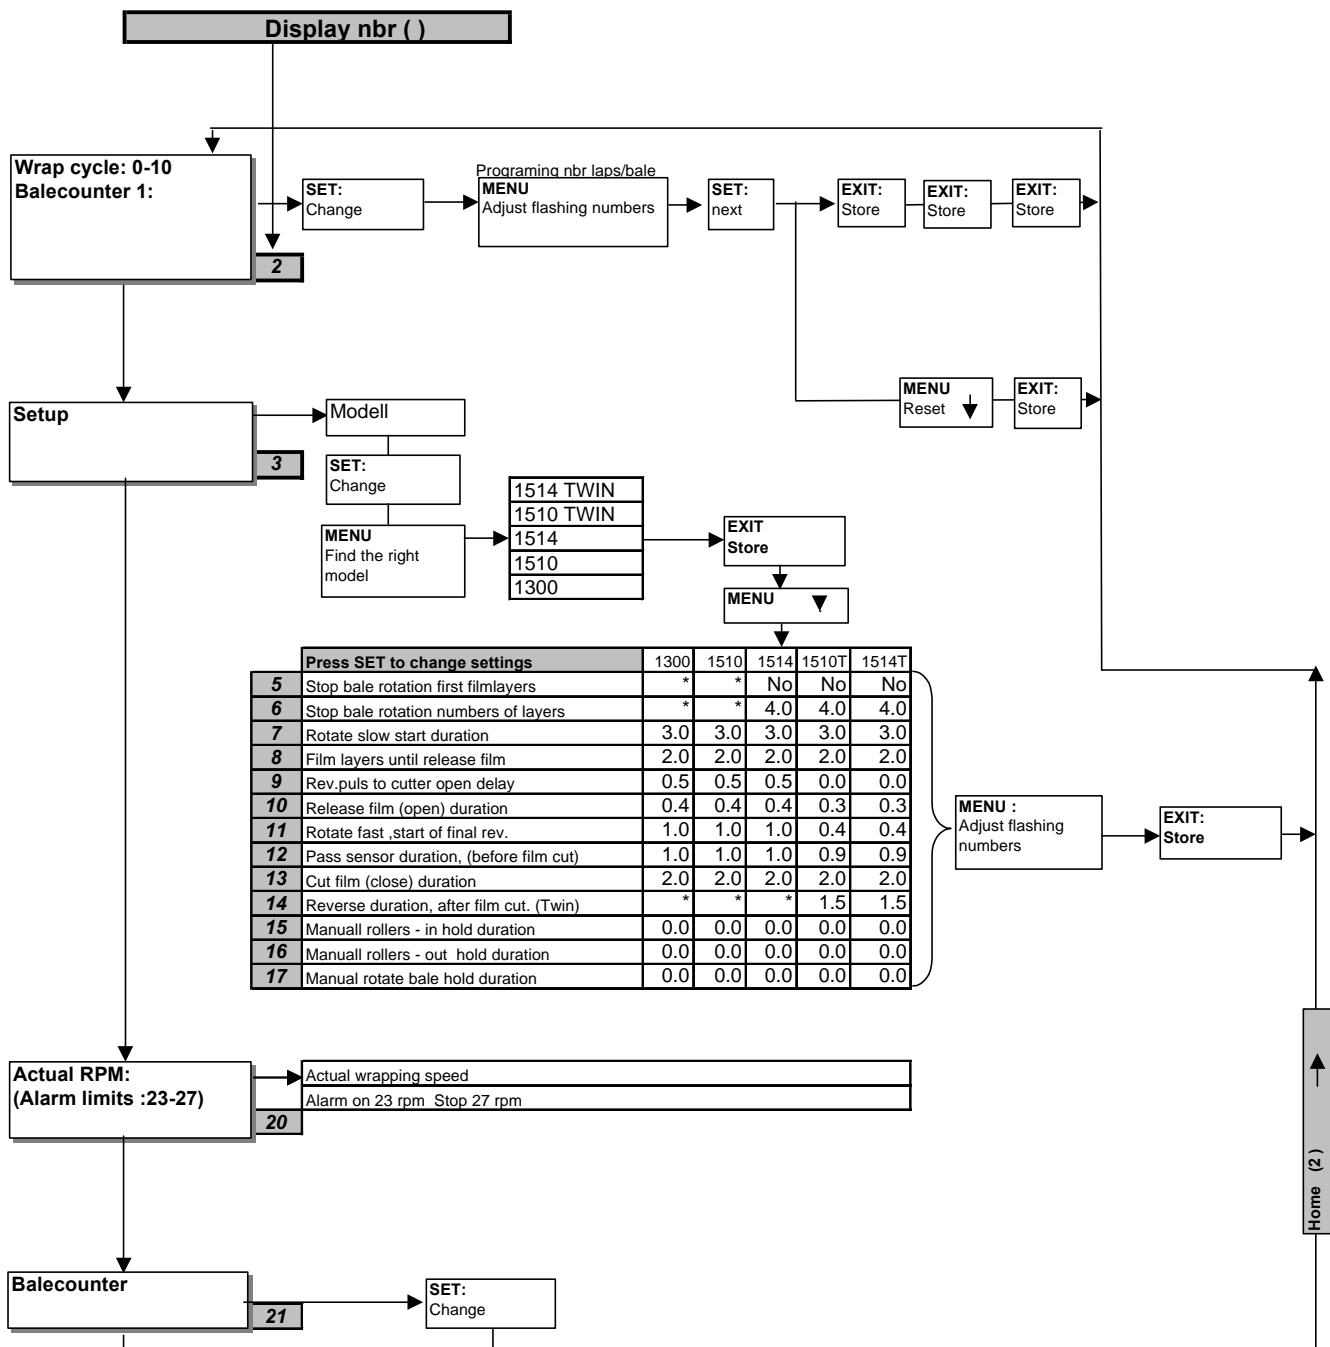 Display nbr ( )
Wrap cycle: 0-10
Balecounter 1:
2
SET:
Change
Programing nbr laps/bale
MENU
Adjust flashing numbers
SET:
next
EXIT:
Store
EXIT:
Store
EXIT:
Store
MENU
Reset
EXIT:
Store
Setup
3
Modell
SET:
Change
MENU
Find the right
model
1514 TWIN
1510 TWIN
1514
1510
1300
EXIT
Store
MENU
Press SET to change settings 1300 1510 1514 1510T 1514T
5 Stop bale rotation first filmlayers * * No No No
6 Stop bale rotation numbers of layers * * 4.0 4.0 4.0
7 Rotate slow start duration 3.0 3.0 3.0 3.0 3.0
8 Film layers until release film 2.0 2.0 2.0 2.0 2.0
9 Rev.puls to cutter open delay 0.5 0.5 0.5 0.0 0.0
10 Release film (open) duration 0.4 0.4 0.4 0.3 0.3
11 Rotate fast ,start of final rev. 1.0 1.0 1.0 0.4 0.4
12 Pass sensor duration, (before film cut) 1.0 1.0 1.0 0.9 0.9
13 Cut film (close) duration 2.0 2.0 2.0 2.0 2.0
14 Reverse duration, after film cut. (Twin) * * * 1.5 1.5
15 Manuall rollers - in hold duration 0.0 0.0 0.0 0.0 0.0
16 Manuall rollers - out hold duration 0.0 0.0 0.0 0.0 0.0
17 Manual rotate bale hold duration 0.0 0.0 0.0 0.0 0.0
MENU :
Adjust flashing
numbers
EXIT:
Store
Actual RPM:
(Alarm limits :23-27)
20
Actual wrapping speed
Alarm on 23 rpm Stop 27 rpm
Home (2 )
Balecounter
21
SET:
Change